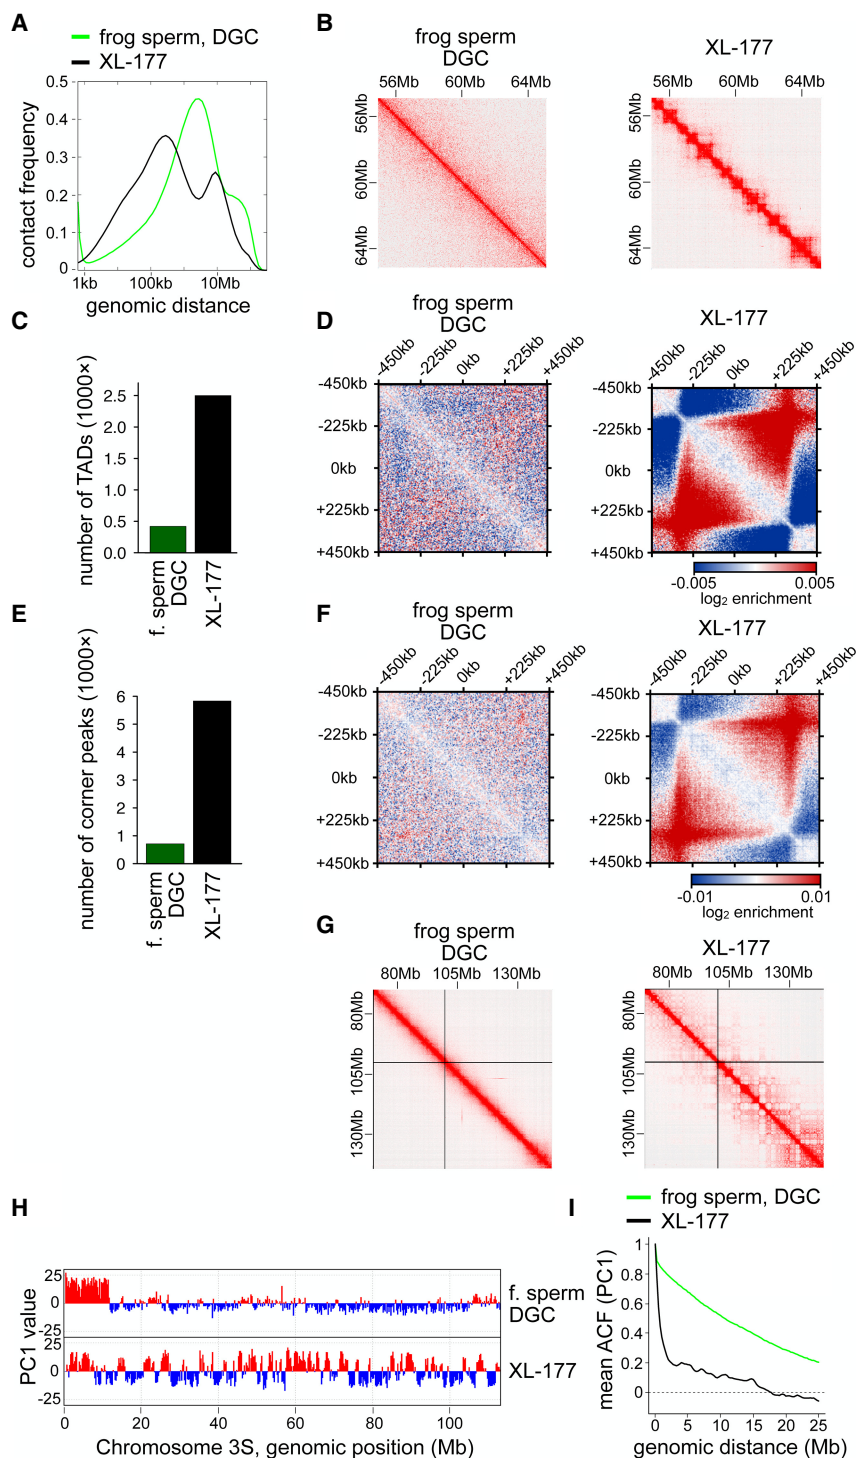 A
frog sperm, DGC
XL-177
contact frequency
0.5
0.4
0.3
0.2
0.1
0
1kb
100kb
10Mb
genomic distance
B
frog sperm
DGC
56Mb
60Mb
64Mb
56Mb
60Mb
64Mb
XL-177
56Mb
60Mb
64Mb
56Mb
60Mb
64Mb
C
number of TADs (1000×)
2.5
2.0
1.5
1.0
0.5
0.0
f. sperm
DGC
XL-177
D
frog sperm
DGC
-450kb
-225kb
0kb
+225kb
+450kb
-450kb
-225kb
0kb
+225kb
+450kb
XL-177
-450kb
-225kb
0kb
+225kb
+450kb
-450kb
-225kb
0kb
+225kb
+450kb
-0.005
0.005
log2 enrichment
E
number of corner peaks (1000×)
6
5
4
3
2
1
0
f. sperm
DGC
XL-177
F
frog sperm
DGC
-450kb
-225kb
0kb
+225kb
+450kb
-450kb
-225kb
0kb
+225kb
+450kb
XL-177
-450kb
-225kb
0kb
+225kb
+450kb
-450kb
-225kb
0kb
+225kb
+450kb
-0.01
0.01
log2 enrichment
G
frog sperm
DGC
80Mb
105Mb
130Mb
80Mb
105Mb
130Mb
XL-177
80Mb
105Mb
130Mb
80Mb
105Mb
130Mb
H
PC1 value
25
0
-25
f. sperm
DGC
25
0
-25
XL-177
0
20
40
60
80
100
Chromosome 3S, genomic position (Mb)
I
frog sperm, DGC
XL-177
mean ACF (PC1)
1
0.8
0.6
0.4
0.2
0
0
5
10
15
20
25
genomic distance (Mb)